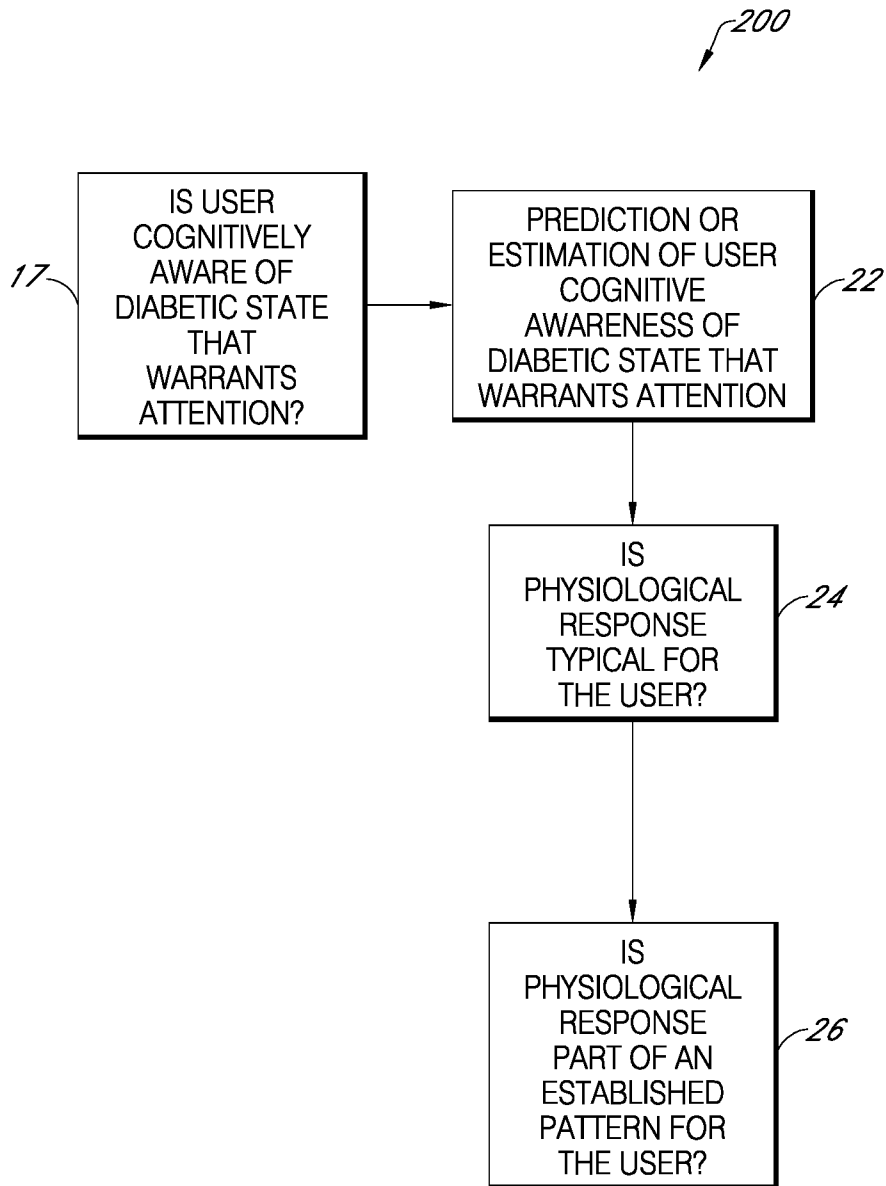 200
IS USER
COGNITIVELY
AWARE OF
DIABETIC STATE
THAT
WARRANTS
ATTENTION?
17
PREDICTION OR
ESTIMATION OF USER
COGNITIVE
AWARENESS OF
DIABETIC STATE THAT
WARRANTS ATTENTION
22
IS
PHYSIOLOGICAL
RESPONSE
TYPICAL FOR
THE USER?
24
IS
PHYSIOLOGICAL
RESPONSE
PART OF AN
ESTABLISHED
PATTERN FOR
THE USER?
26